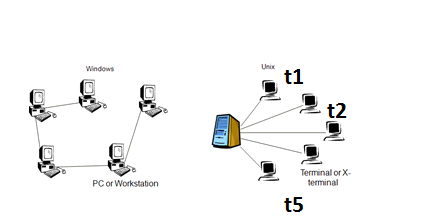 Windows
PC or Workstation
Unix
t1
t2
Terminal or X-
terminal
t5